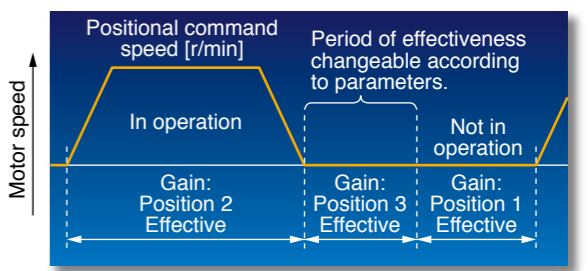 Positional command
speed [r/min]
Period of effectiveness
changeable according
to parameters.
Motor speed
In operation
Not in
operation
Gain:
Position 2
Effective
Gain:
Position 3
Effective
Gain:
Position 1
Effective